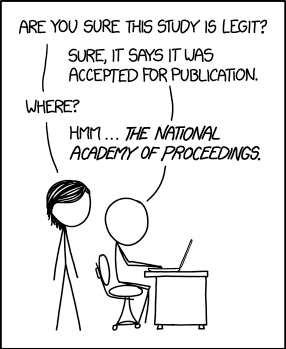 ARE YOU SURE THIS STUDY IS LEGIT?
SURE, IT SAYS IT WAS
ACCEPTED FOR PUBLICATION.
WHERE?
HMM... THE NATIONAL
ACADEMY OF PROCEEDINGS.